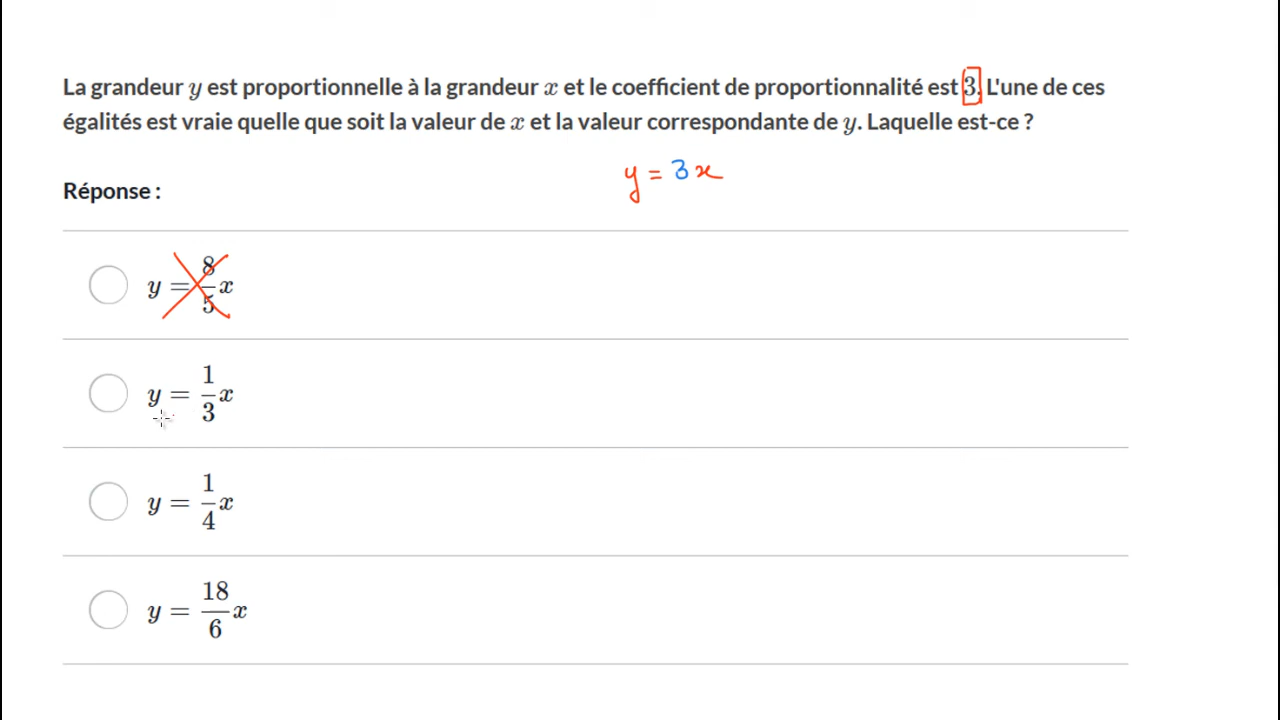 La grandeur y est proportionnelle à la grandeur x et le coefficient de proportionnalité est 3. L'une de ces
égalités est vraie quelle que soit la valeur de x et la valeur correspondante de y. Laquelle est-ce ?
y = 3x
Réponse :
y = 8/5 x
y = 1/3 x
y = 1/4 x
y = 18/6 x